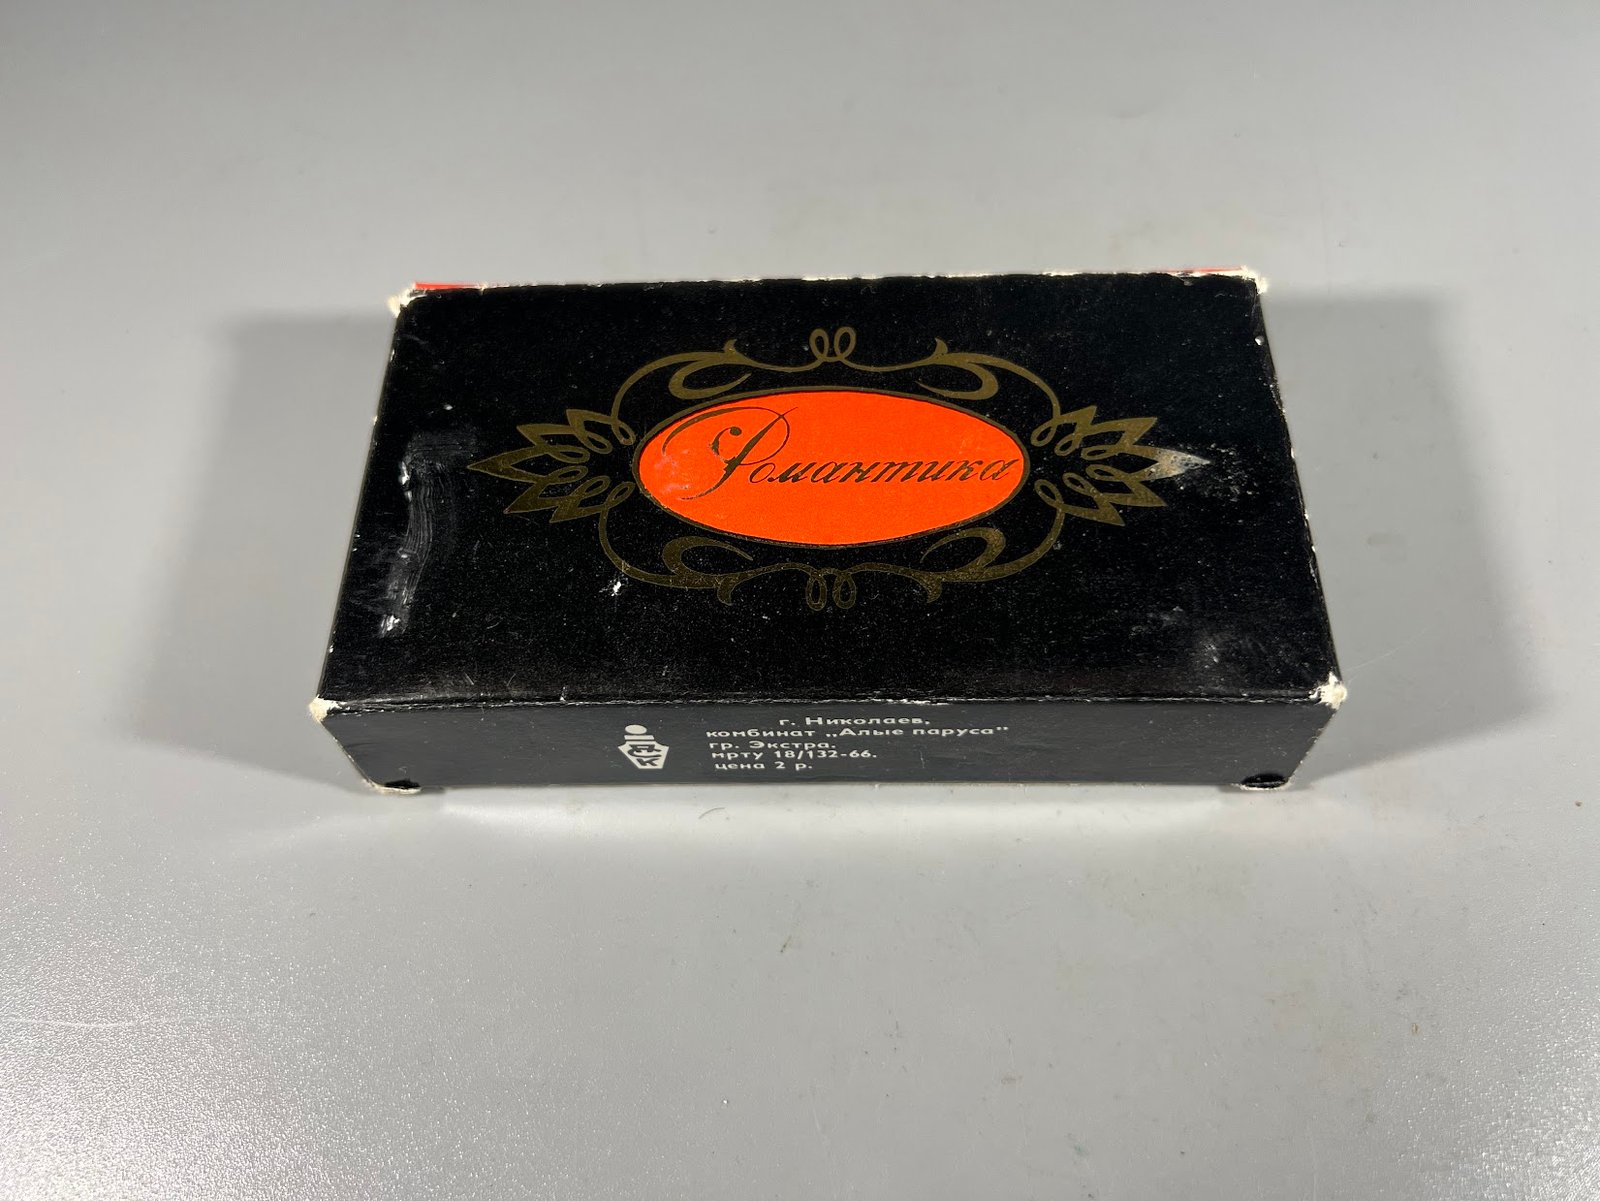 Романтика
г. Николаев,
комбинат „Алые паруса”
гр. Экстра.
мрту 18/132-66.
цена 2 р.